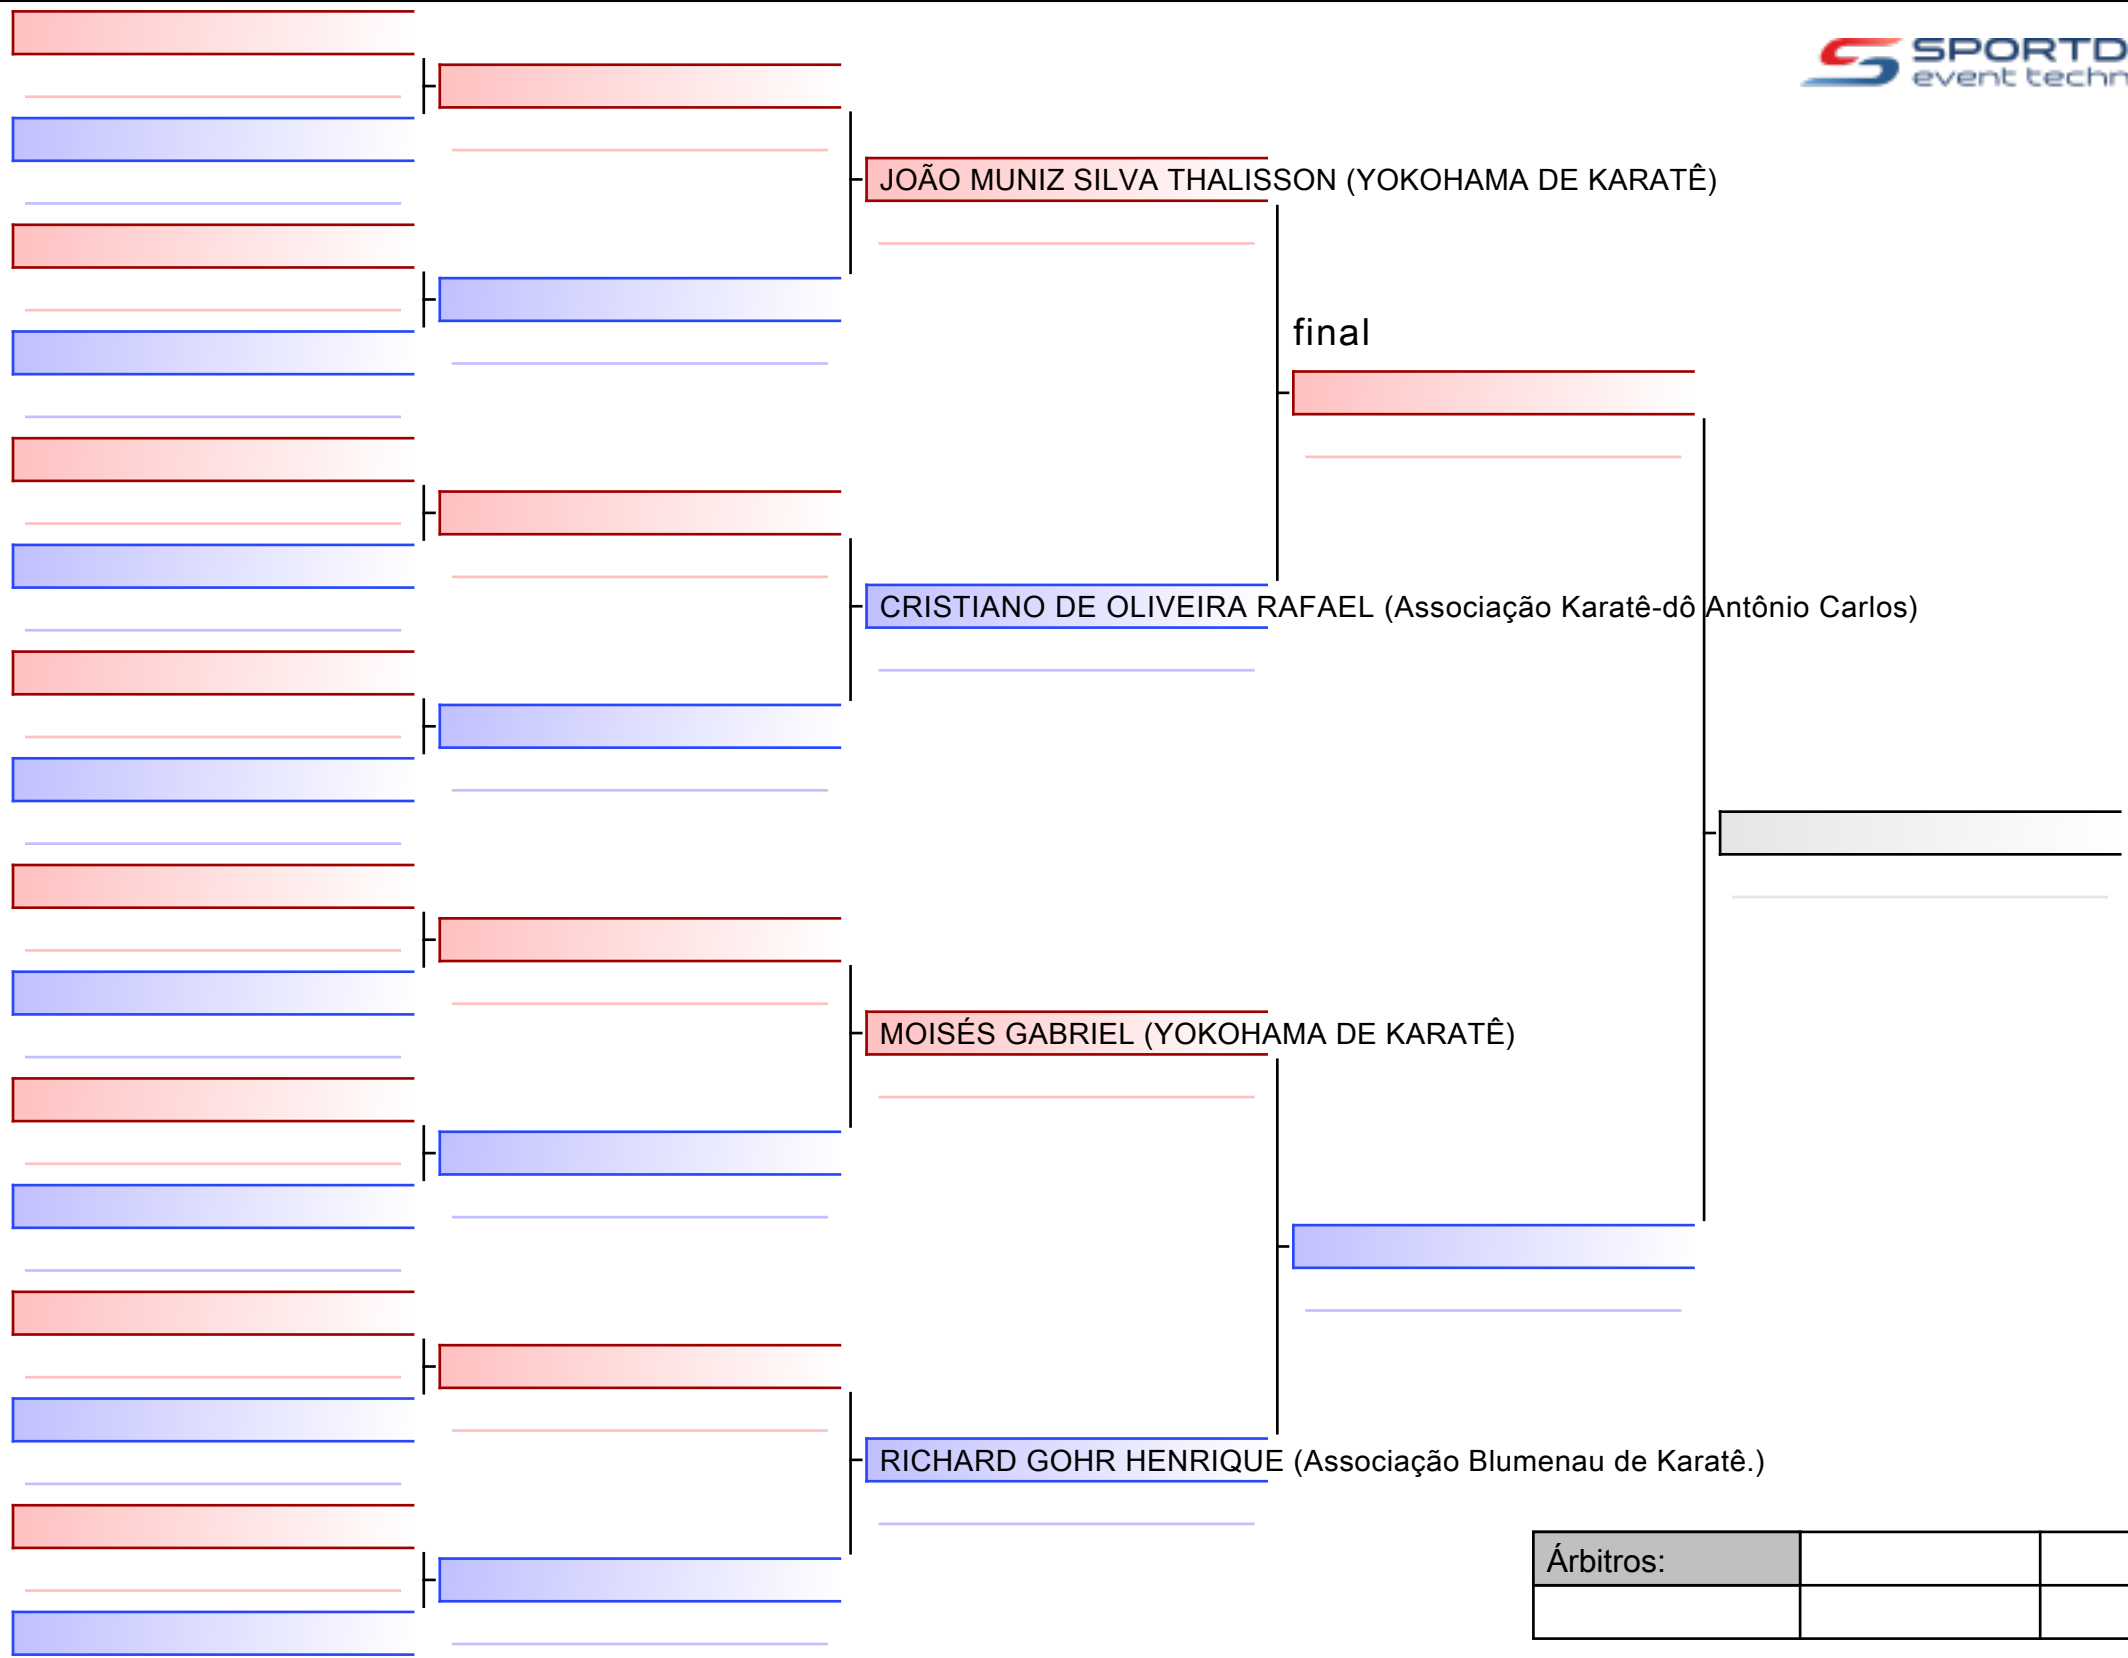 SPORTD
event techn
JOÃO MUNIZ SILVA THALISSON (YOKOHAMA DE KARATÊ)
final
CRISTIANO DE OLIVEIRA RAFAEL (Associação Karatê-dô Antônio Carlos)
MOISÉS GABRIEL (YOKOHAMA DE KARATÊ)
RICHARD GOHR HENRIQUE (Associação Blumenau de Karatê.)
Árbitros: